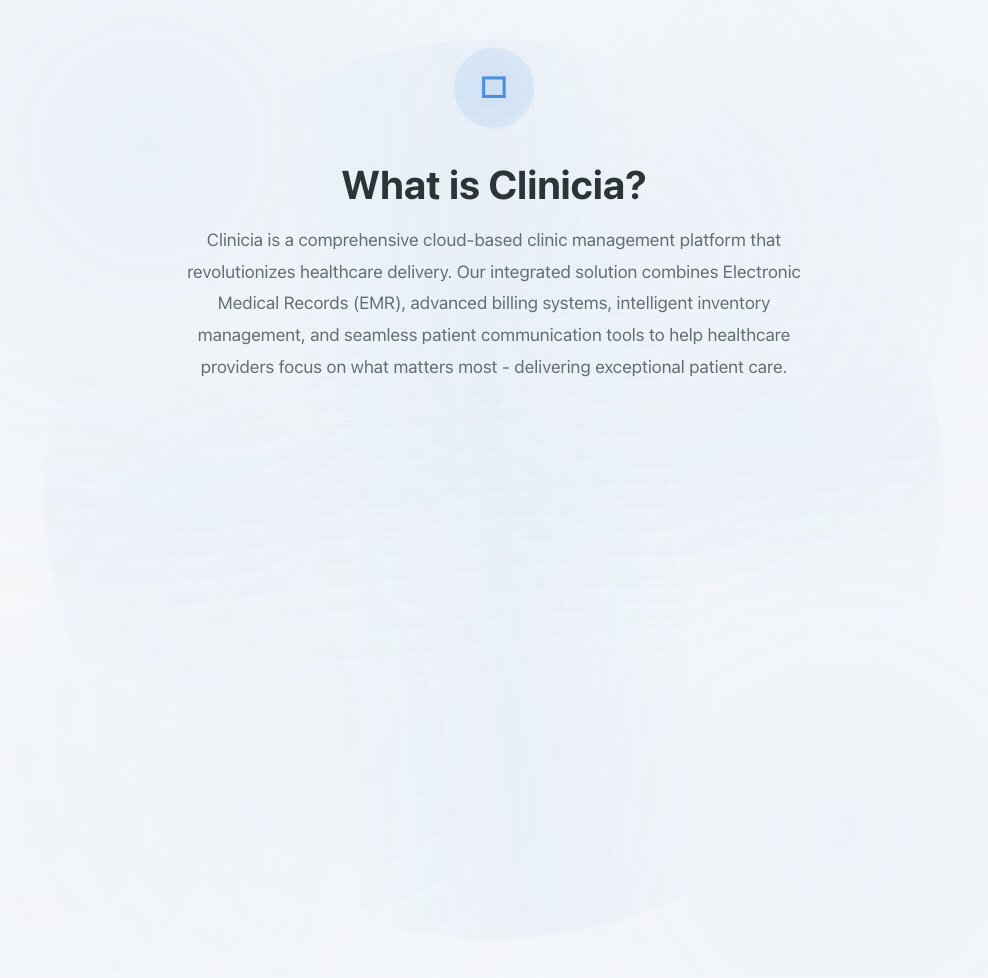 What is Clinicia?
Clinicia is a comprehensive cloud-based clinic management platform that
revolutionizes healthcare delivery. Our integrated solution combines Electronic
Medical Records (EMR), advanced billing systems, intelligent inventory
management, and seamless patient communication tools to help healthcare
providers focus on what matters most - delivering exceptional patient care.